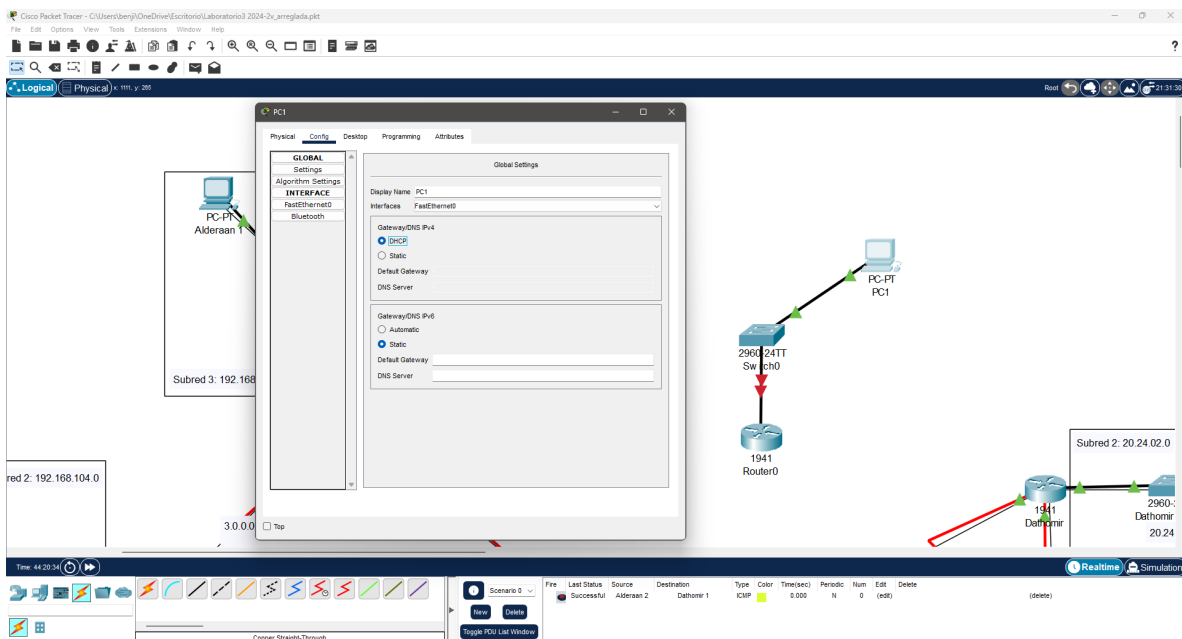 Cisco Packet Tracer - C:\Users\benji\OneDrive\Escritorio\Laboratorio3 2024-2v_arreglada.pkt
File Edit Options View Tools Extensions Window Help
?
Logical Physical x: 1111, y: 265 Root 21:31:30
PC1
Physical Config Desktop Programming Attributes
GLOBAL
Settings
Algorithm Settings
INTERFACE
FastEthernet0
Bluetooth
Global Settings
Display Name PC1
Interfaces FastEthernet0
Gateway/DNS IPv4
DHCP
Static
Default Gateway
DNS Server
Gateway/DNS IPv6
Automatic
Static
Default Gateway
DNS Server
Top
PC-PT
Alderaan 1
Subred 3: 192.168
red 2: 192.168.104.0
3.0.0.0
PC-PT
PC1
2960-24TT
Switch0
1941
Router0
Subred 2: 20.24.02.0
1941
Dathomir
2960-
Dathomir
20.24
Time: 44:20:34 Realtime Simulation
Scenario 0
New Delete
Toggle PDU List Window
Fire Last Status Source Destination Type Color Time(sec) Periodic Num Edit Delete
Successful Alderaan 2 Dathomir 1 ICMP 0.000 N 0 (edit) (delete)
Copper Straight-Through